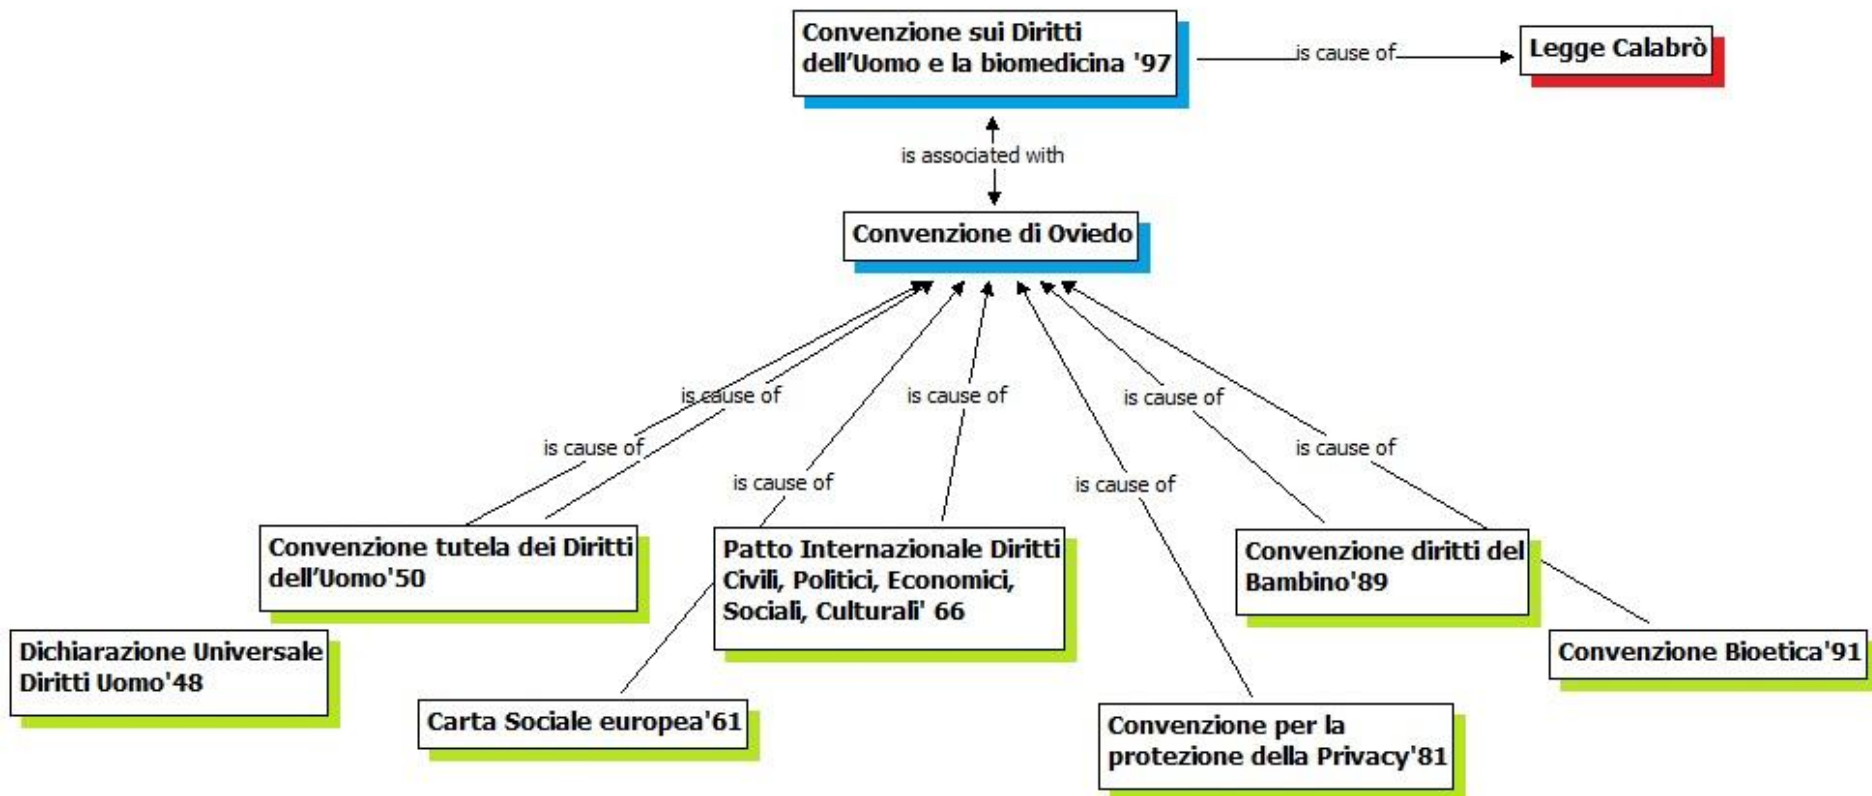 Convenzione sui Diritti
dell'Uomo e la biomedicina '97
is cause of
Legge Calabrò
is associated with
Convenzione di Oviedo
is cause of
is cause of
is cause of
is cause of
is cause of
is cause of
is cause of
Convenzione tutela dei Diritti
dell'Uomo'50
Patto Internazionale Diritti
Civili, Politici, Economici,
Sociali, Culturali' 66
Convenzione diritti del
Bambino'89
Dichiarazione Universale
Diritti Uomo'48
Convenzione Bioetica'91
Carta Sociale europea'61
Convenzione per la
protezione della Privacy'81